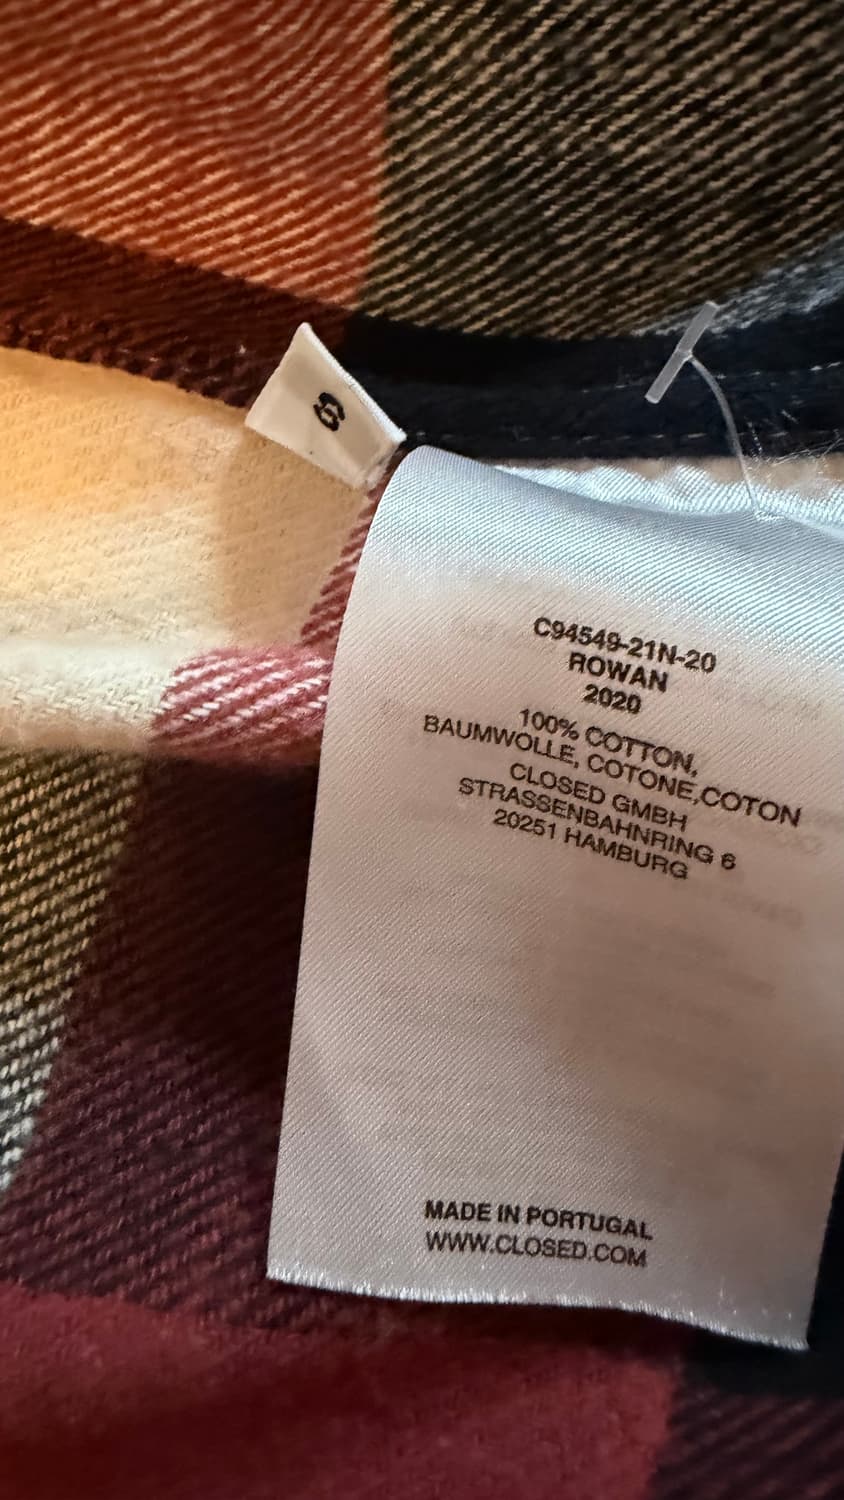 C94549-21N-20
ROWAN
2020
100% COTTON,
BAUMWOLLE, COTONE,COTON
CLOSED GMBH
STRASSENBAHNRING 6
20251 HAMBURG
MADE IN PORTUGAL
WWW.CLOSED.COM